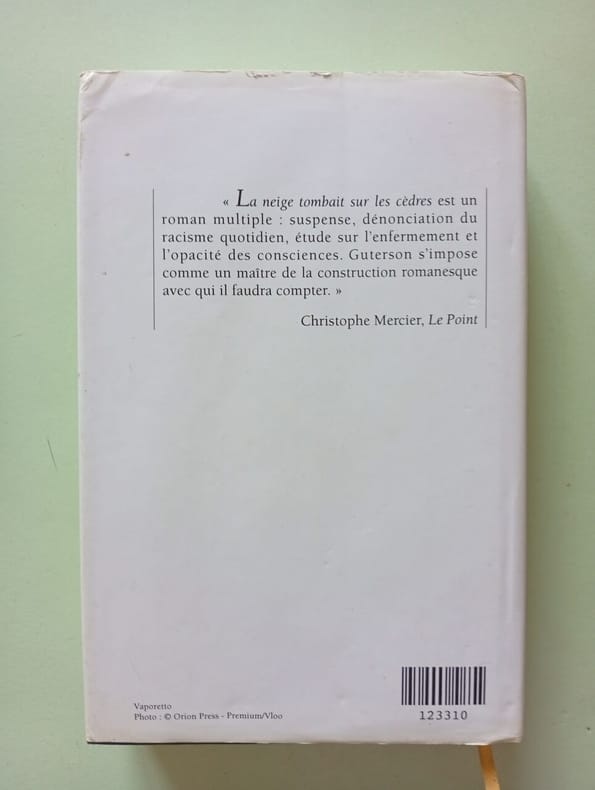 « La neige tombait sur les cèdres est un
roman multiple : suspense, dénonciation du
racisme quotidien, étude sur l'enfermement et
l'opacité des consciences. Guterson s'impose
comme un maître de la construction romanesque
avec qui il faudra compter. »
Christophe Mercier, Le Point
Vaporetto
Photo : © Orion Press - Premium/Vloo
123310